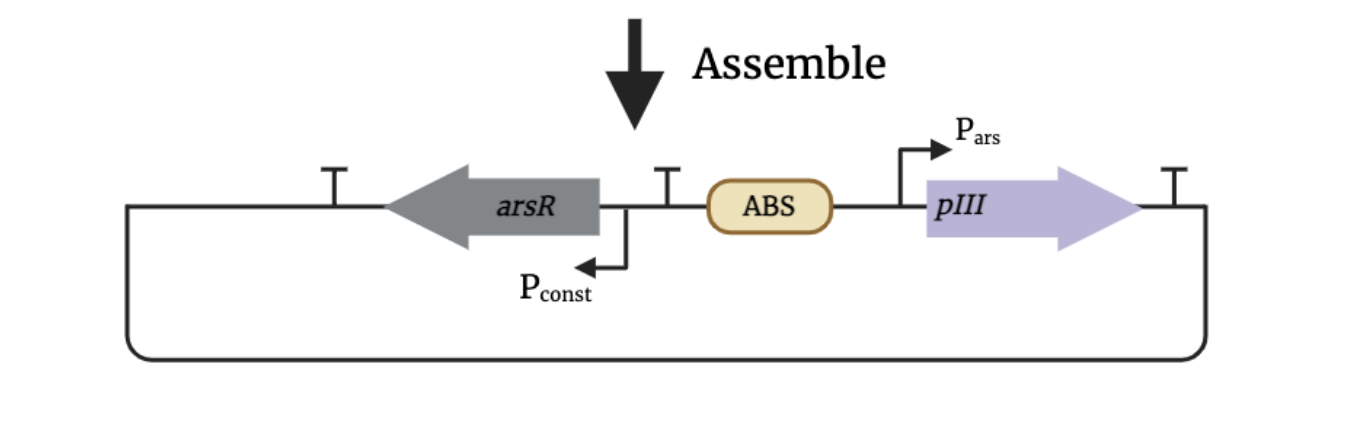 Assemble
Pars
arsR
ABS
pIII
Pconst